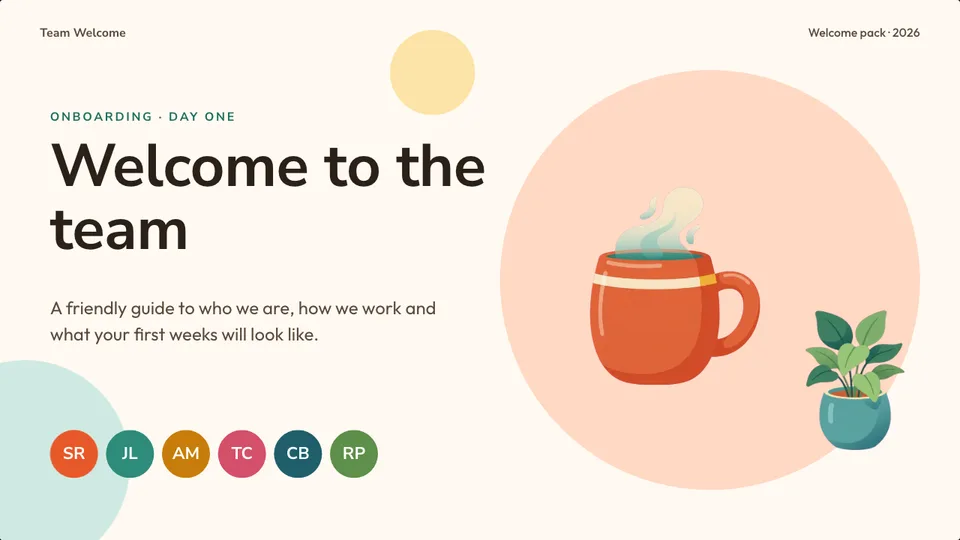 Team Welcome
Welcome pack · 2026
ONBOARDING · DAY ONE
Welcome to the
team
A friendly guide to who we are, how we work and
what your first weeks will look like.
SR JL AM TC CB RP